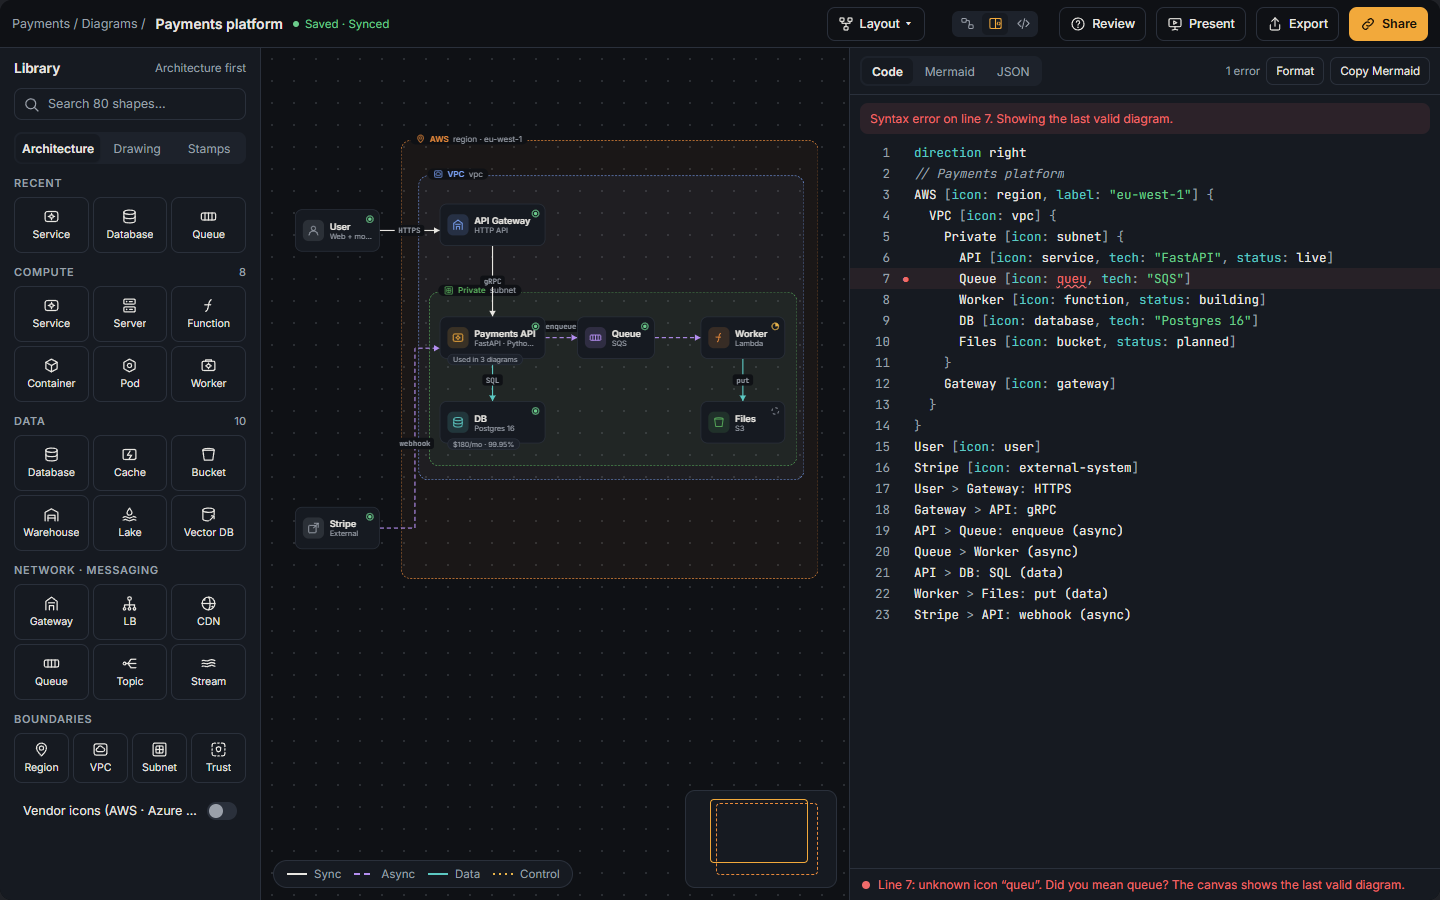 Payments / Diagrams / Payments platform Saved · Synced
Layout
Review
Present
Export
Share
Library
Architecture first
Search 80 shapes...
Architecture Drawing Stamps
RECENT
Service Database Queue
COMPUTE 8
Service Server Function
Container Pod Worker
DATA 10
Database Cache Bucket
Warehouse Lake Vector DB
NETWORK · MESSAGING
Gateway LB CDN
Queue Topic Stream
BOUNDARIES
Region VPC Subnet Trust
Vendor icons (AWS · Azure ...
AWS region · eu-west-1
VPC vpc
User
Web + mo...
HTTPS
API Gateway
HTTP API
gRPC
Private subnet
Payments API
FastAPI · Pytho...
Used in 3 diagrams
enqueue
Queue
SQS
Worker
Lambda
SQL
put
DB
Postgres 16
$180/mo · 99.95%
Files
S3
webhook
Stripe
External
Sync Async Data Control
Code Mermaid JSON
1 error
Format
Copy Mermaid
Syntax error on line 7. Showing the last valid diagram.
1 direction right
2 // Payments platform
3 AWS [icon: region, label: "eu-west-1"] {
4 VPC [icon: vpc] {
5 Private [icon: subnet] {
6 API [icon: service, tech: "FastAPI", status: live]
7 Queue [icon: queu, tech: "SQS"]
8 Worker [icon: function, status: building]
9 DB [icon: database, tech: "Postgres 16"]
10 Files [icon: bucket, status: planned]
11 }
12 Gateway [icon: gateway]
13 }
14 }
15 User [icon: user]
16 Stripe [icon: external-system]
17 User > Gateway: HTTPS
18 Gateway > API: gRPC
19 API > Queue: enqueue (async)
20 Queue > Worker (async)
21 API > DB: SQL (data)
22 Worker > Files: put (data)
23 Stripe > API: webhook (async)
Line 7: unknown icon “queu”. Did you mean queue? The canvas shows the last valid diagram.